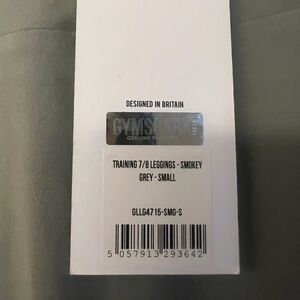 DESIGNED IN BRITAIN
TRAINING 7/8 LEGGINGS - SMOKEY
GREY - SMALL
GLLG4715-SMG-S
5 057913 293642